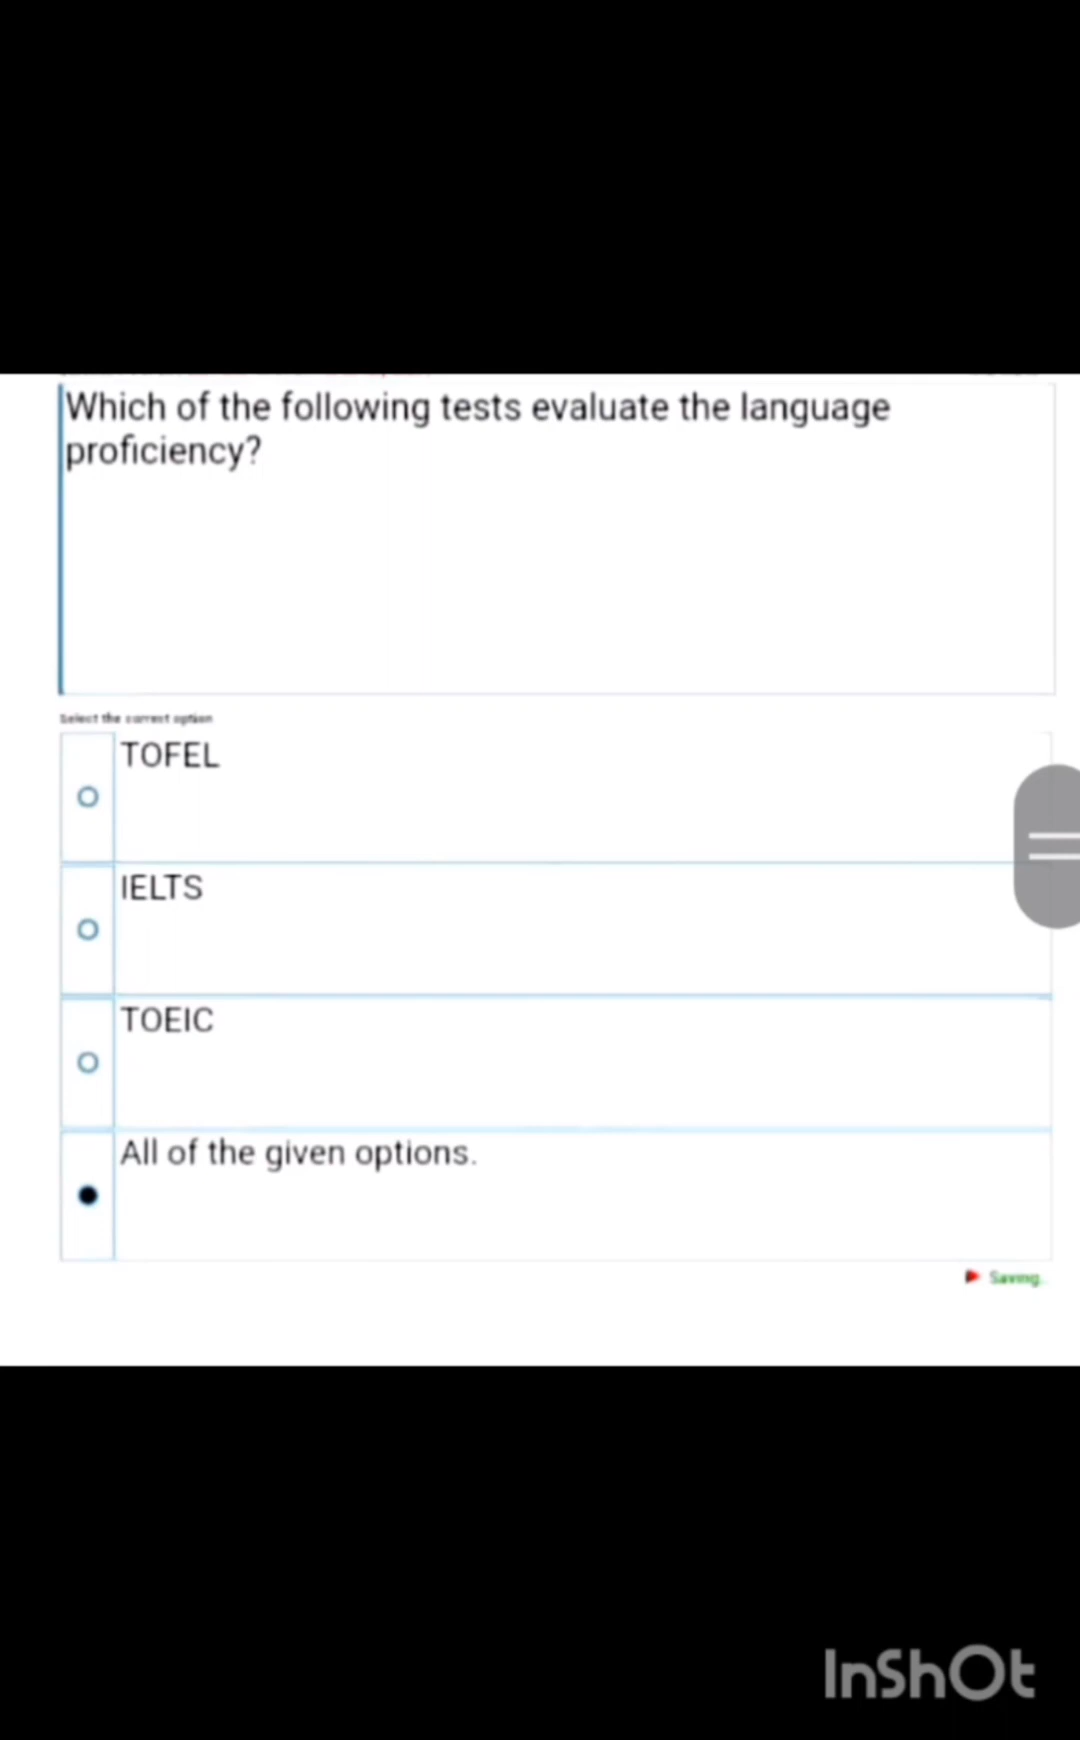 Which of the following tests evaluate the language
proficiency?
Select the correct option
TOFEL
IELTS
TOEIC
All of the given options.
Saving.
InShOt